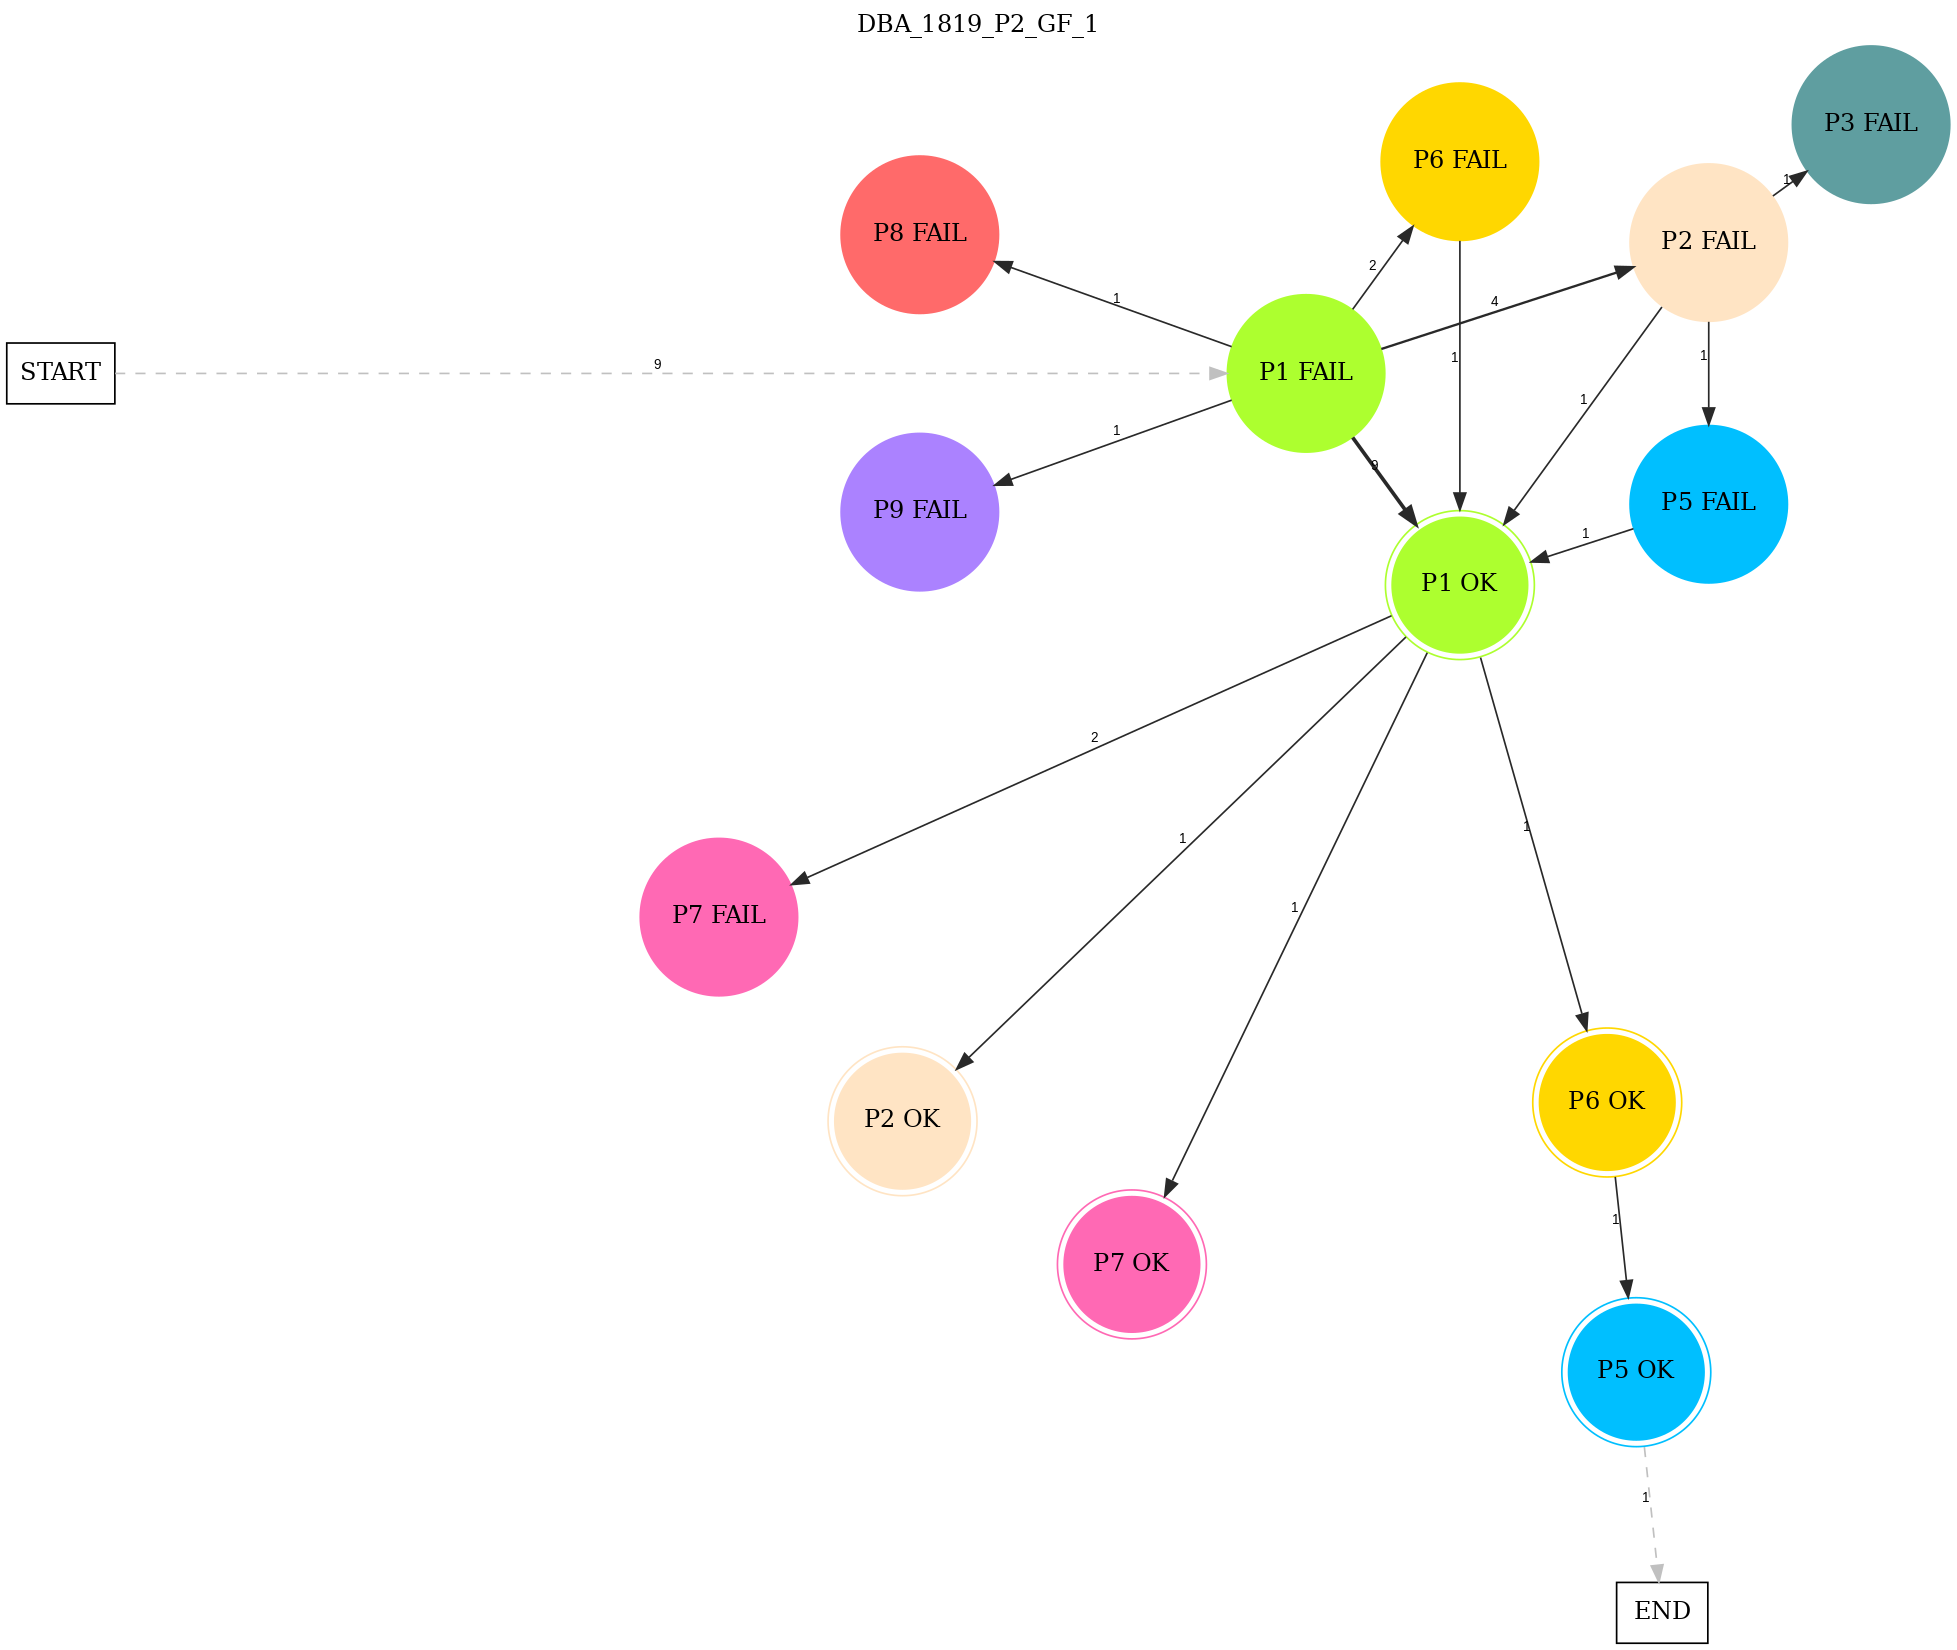 DBA_1819_P2_GF_1
P3 FAIL
P6 FAIL
1
P8 FAIL
P2 FAIL
2
1
4
START
9
P1 FAIL
1
1
1
1
9
P9 FAIL
P5 FAIL
1
P1 OK
2
1
1
1
P7 FAIL
P6 OK
P2 OK
1
P7 OK
P5 OK
1
END